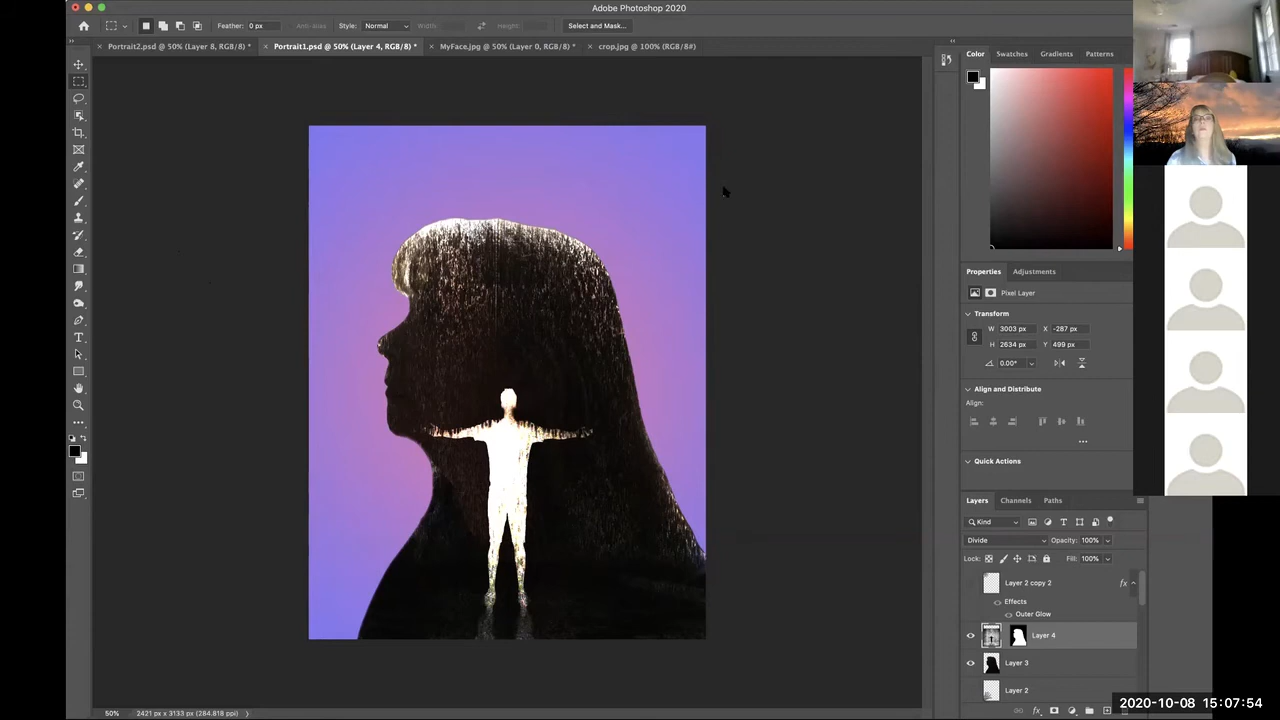 Adobe Photoshop 2020
Feather: 0 px Anti-alias Style: Normal Width: Height: Select and Mask...
Portrait2.psd @ 50% (Layer 8, RGB/8) * Portrait1.psd @ 50% (Layer 4, RGB/8) * MyFace.jpg @ 50% (Layer 0, RGB/8) * crop.jpg @ 100% (RGB/8#)
Color Swatches Gradients Patterns
Properties Adjustments
Pixel Layer
Transform
W 3003 px X -287 px
H 2634 px Y 499 px
0.00°
Align and Distribute
Align:
Quick Actions
Layers Channels Paths
Kind
Divide Opacity: 100%
Lock: Fill: 100%
Layer 2 copy 2 fx
Effects
Outer Glow
Layer 4
Layer 3
Layer 2
2020-10-08 15:07:54
50% 2421 px x 3133 px (284.818 ppi)